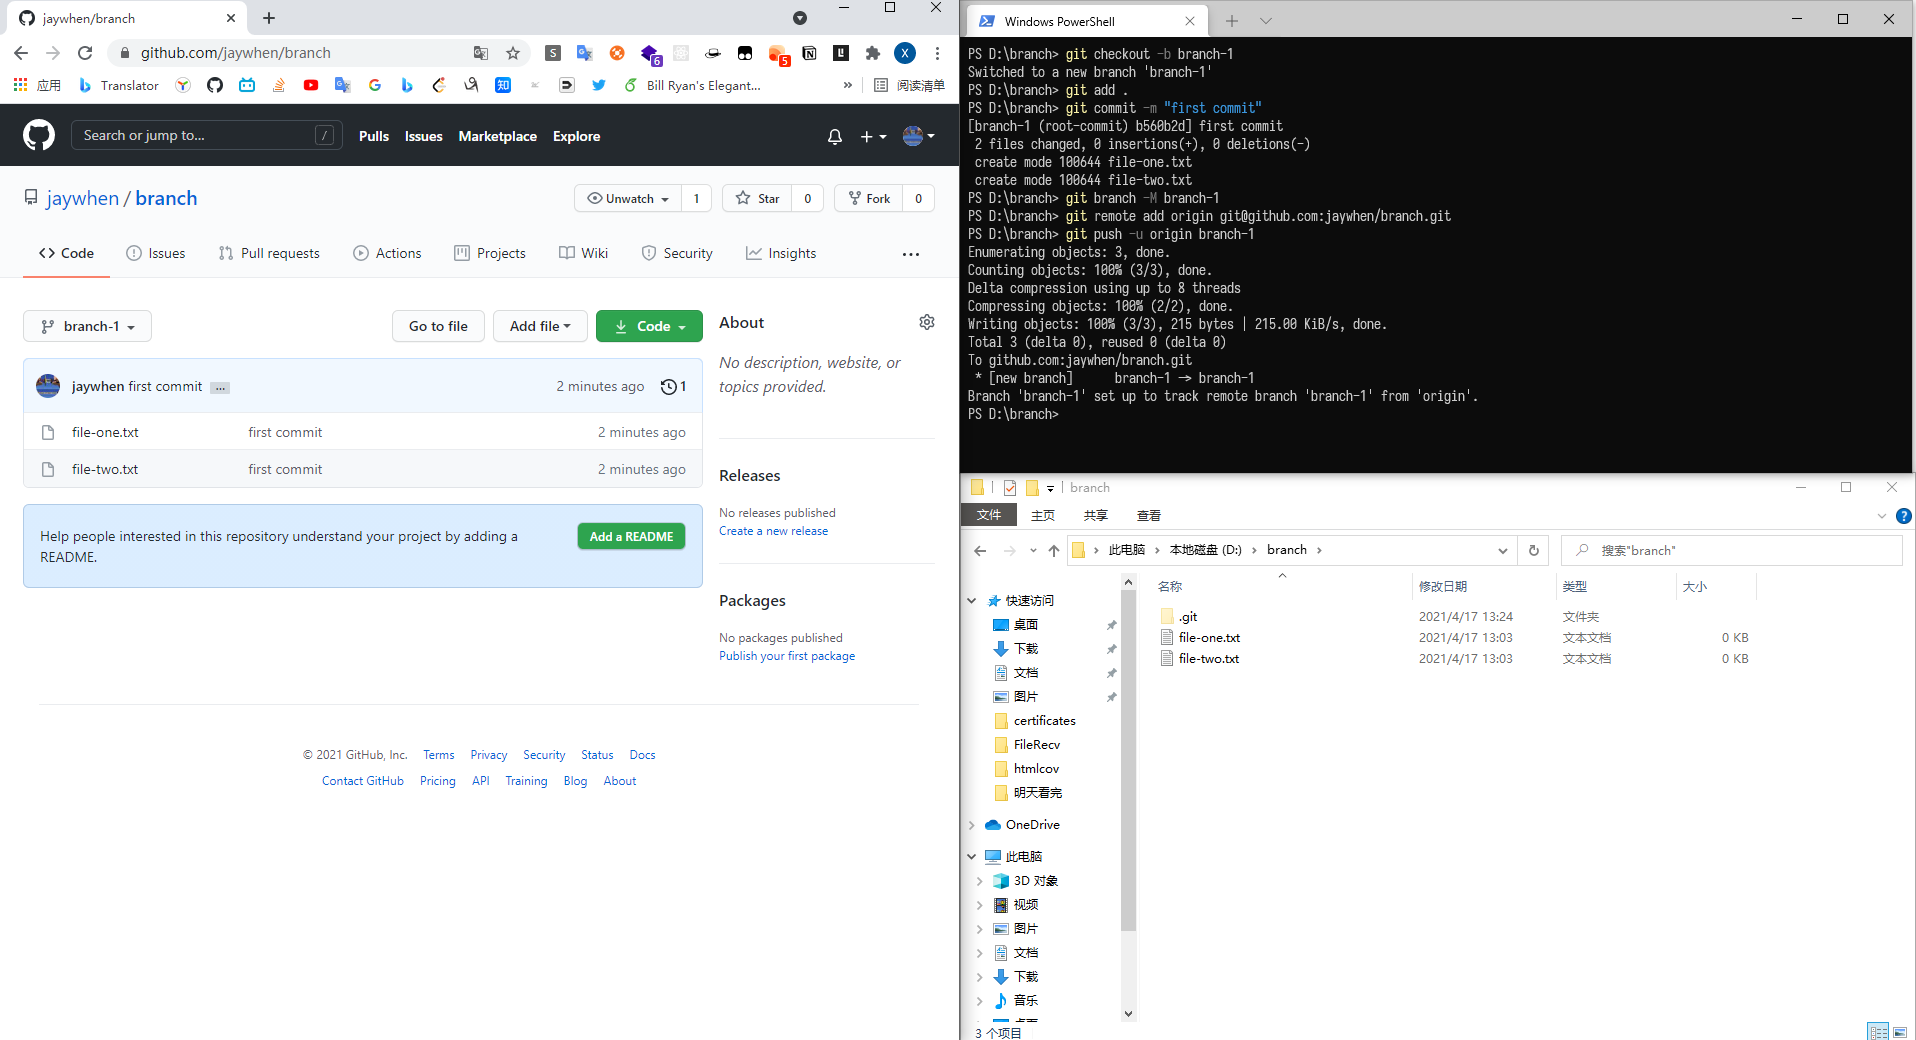 jaywhen/branch
github.com/jaywhen/branch
6
5
X
应用
Translator
知
Bill Ryan's Elegant...
»
阅读清单
Search or jump to...
/
Pulls
Issues
Marketplace
Explore
jaywhen / branch
Unwatch
1
Star
0
Fork
0
Code
Issues
Pull requests
Actions
Projects
Wiki
Security
Insights
...
branch-1
Go to file
Add file
Code
jaywhen first commit ...
2 minutes ago
1
file-one.txt
first commit
2 minutes ago
file-two.txt
first commit
2 minutes ago
Help people interested in this repository understand your project by adding a
README.
Add a README
About
No description, website, or
topics provided.
Releases
No releases published
Create a new release
Packages
No packages published
Publish your first package
© 2021 GitHub, Inc.
Terms
Privacy
Security
Status
Docs
Contact GitHub
Pricing
API
Training
Blog
About
Windows PowerShell
PS D:\branch> git checkout -b branch-1
Switched to a new branch 'branch-1'
PS D:\branch> git add .
PS D:\branch> git commit -m "first commit"
[branch-1 (root-commit) b560b2d] first commit
2 files changed, 0 insertions(+), 0 deletions(-)
create mode 100644 file-one.txt
create mode 100644 file-two.txt
PS D:\branch> git branch -M branch-1
PS D:\branch> git remote add origin git@github.com:jaywhen/branch.git
PS D:\branch> git push -u origin branch-1
Enumerating objects: 3, done.
Counting objects: 100% (3/3), done.
Delta compression using up to 8 threads
Compressing objects: 100% (2/2), done.
Writing objects: 100% (3/3), 215 bytes | 215.00 KiB/s, done.
Total 3 (delta 0), reused 0 (delta 0)
To github.com:jaywhen/branch.git
* [new branch] branch-1 -> branch-1
Branch 'branch-1' set up to track remote branch 'branch-1' from 'origin'.
PS D:\branch>
branch
文件
主页
共享
查看
此电脑 > 本地磁盘 (D:) > branch >
搜索"branch"
名称
修改日期
类型
大小
.git
2021/4/17 13:24
文件夹
file-one.txt
2021/4/17 13:03
文本文档
0 KB
file-two.txt
2021/4/17 13:03
文本文档
0 KB
快速访问
桌面
下载
文档
图片
certificates
FileRecv
htmlcov
明天看完
OneDrive
此电脑
3D 对象
视频
图片
文档
下载
音乐
3 个项目